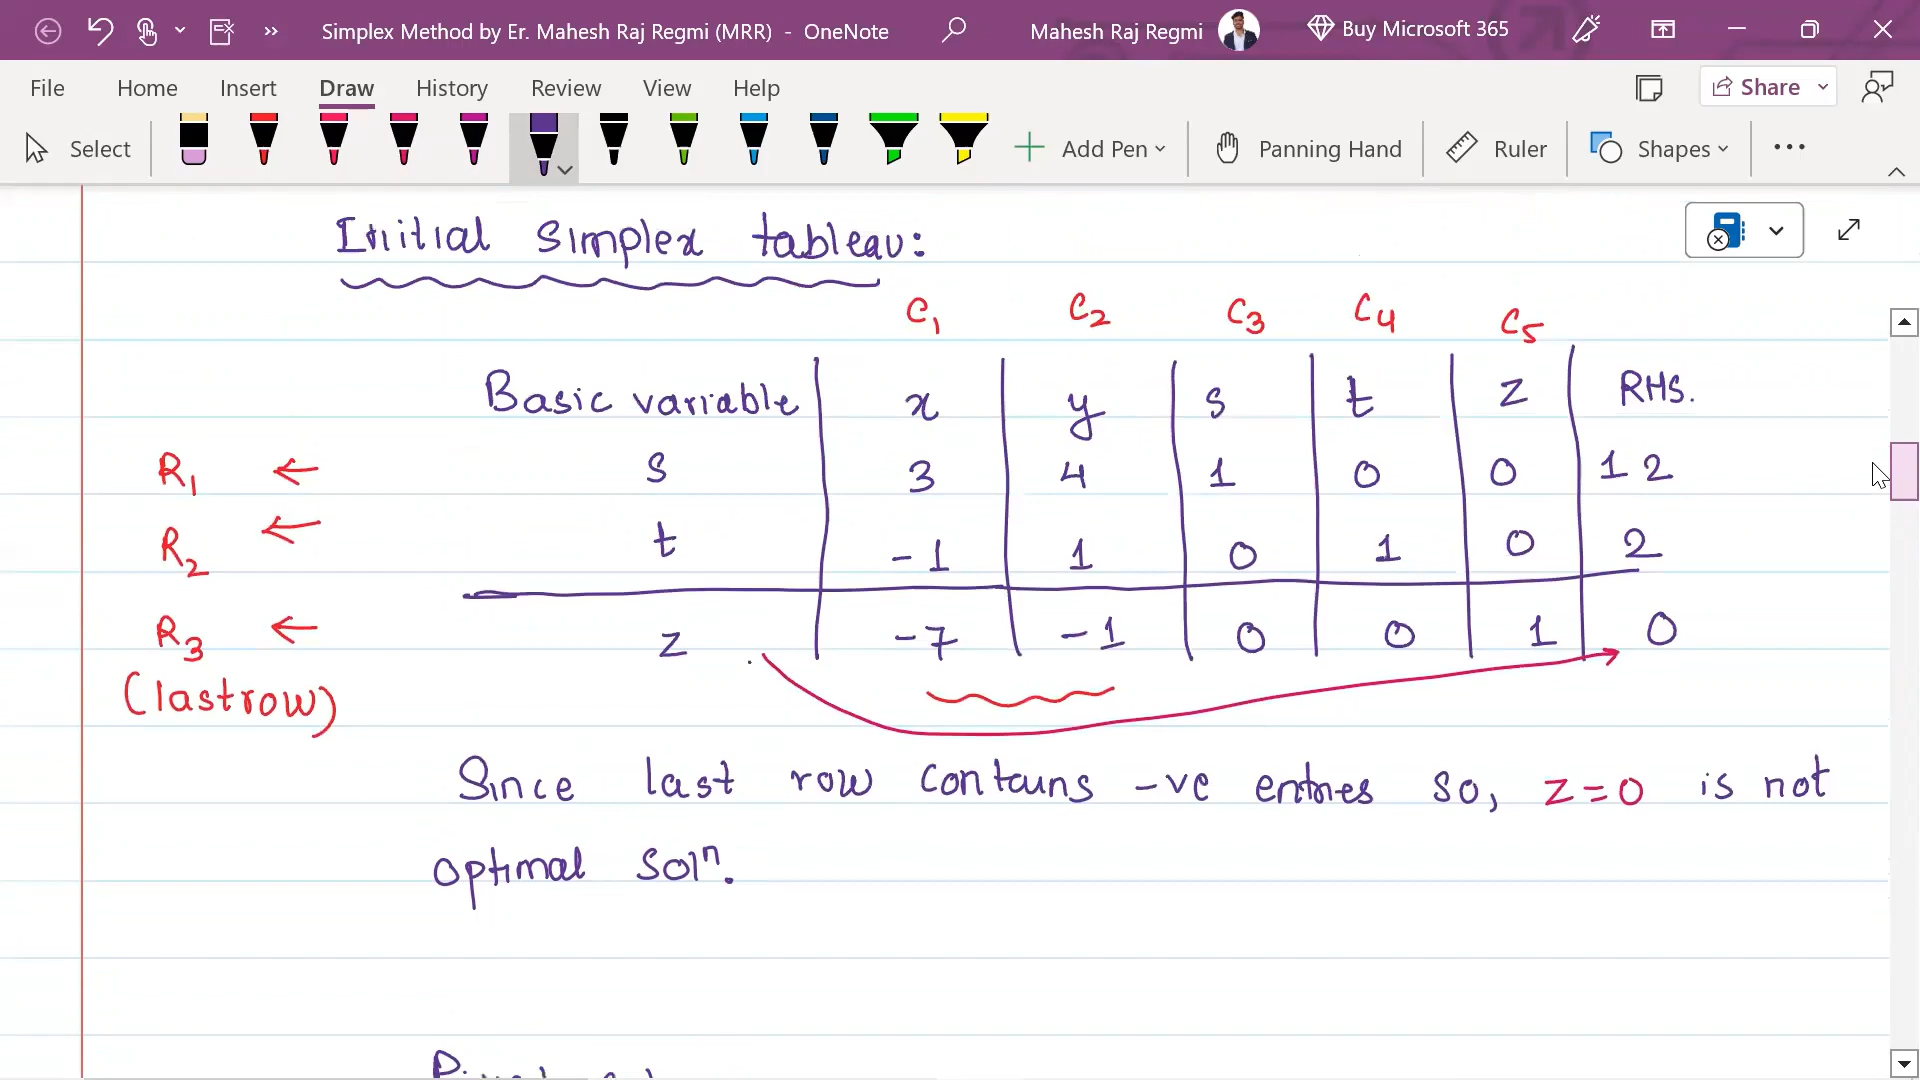 Simplex Method by Er. Mahesh Raj Regmi (MRR) - OneNote
Mahesh Raj Regmi
Buy Microsoft 365
File Home Insert Draw History Review View Help
Share
Select
Add Pen
Panning Hand
Ruler
Shapes
Initial Simplex tableau:
C1 C2 C3 C4 C5
Basic variable x y s t z RHS.
R1 ← s 3 4 1 0 0 12
R2 ← t -1 1 0 1 0 2
R3 ← z -7 -1 0 0 1 0
(last row)
Since last row contains -ve entries so, z=0 is not
optimal solⁿ.